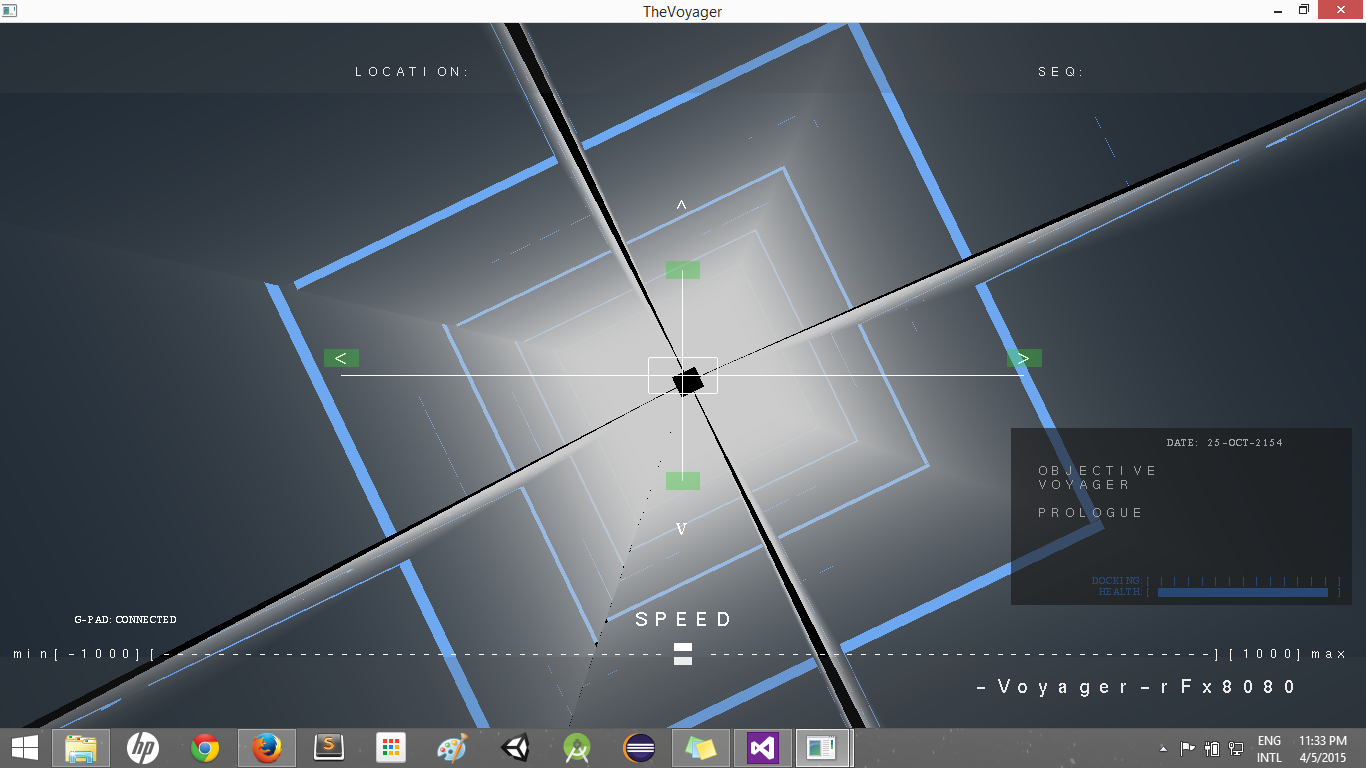 TheVoyager
LOCATION:
SEQ:
^
< >
DATE: 25-OCT-2154
OBJECTIVE
VOYAGER
PROLOGUE
V
DOCKING [ | | | | | | | | | | | | | ]
HEALTH [ ]
G-PAD: CONNECTED
SPEED
min[-1000][------------------------------------ ------------------------------------][1000]max
-Voyager-rFx8080
hp
S
ENG
INTL
11:33 PM
4/5/2015